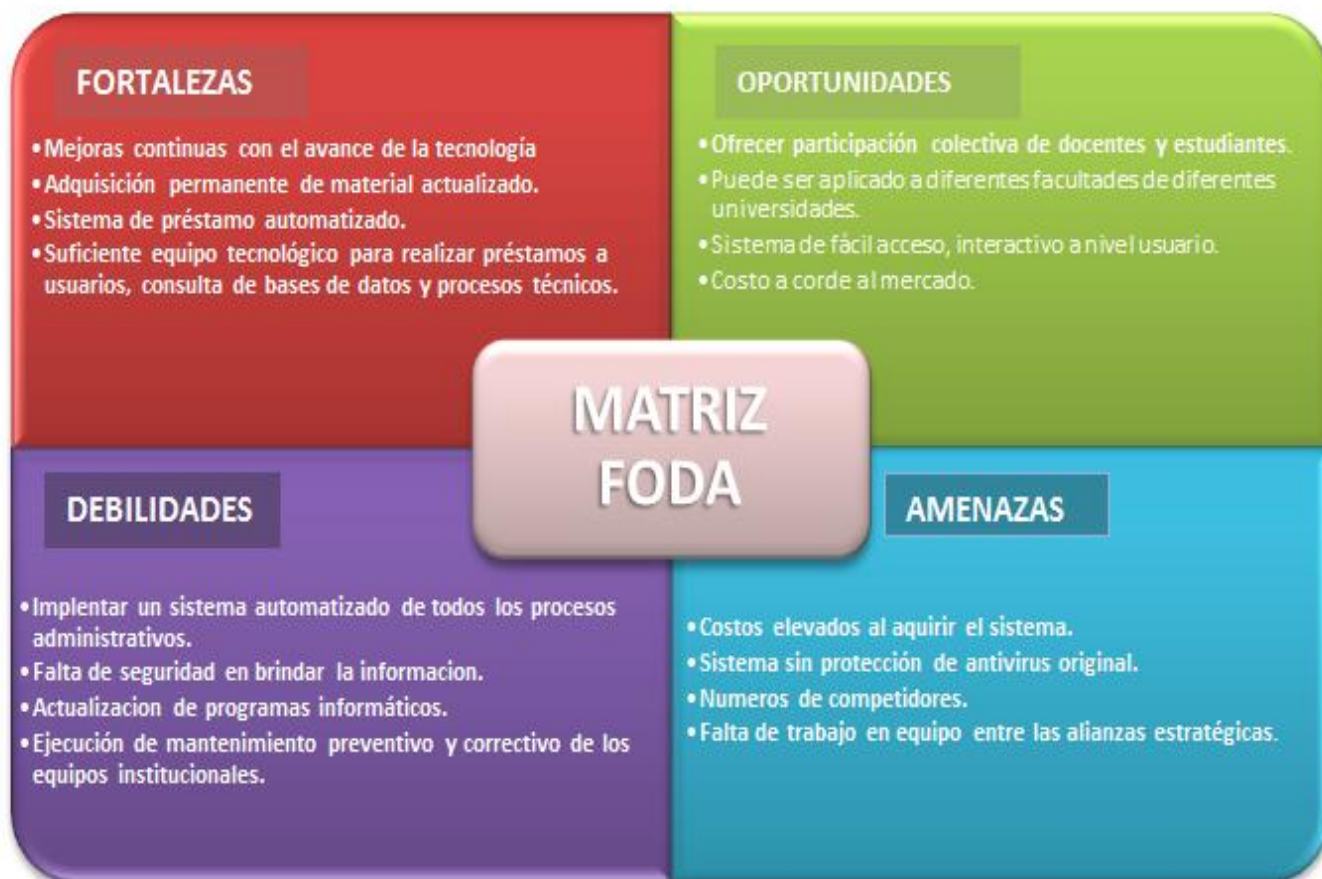 FORTALEZAS
•Mejoras continuas con el avance de la tecnología
•Adquisición permanente de material actualizado.
•Sistema de préstamo automatizado.
•Suficiente equipo tecnológico para realizar préstamos a
usuarios, consulta de bases de datos y procesos técnicos.
OPORTUNIDADES
•Ofrecer participación colectiva de docentes y estudiantes.
•Puede ser aplicado a diferentes facultades de diferentes
universidades.
•Sistema de fácil acceso, interactivo a nivel usuario.
•Costo a corde al mercado.
MATRIZ
FODA
DEBILIDADES
•Implentar un sistema automatizado de todos los procesos
administrativos.
•Falta de seguridad en brindar la informacion.
•Actualizacion de programas informáticos.
•Ejecución de mantenimiento preventivo y correctivo de los
equipos institucionales.
AMENAZAS
•Costos elevados al aquirir el sistema.
•Sistema sin protección de antivirus original.
•Numeros de competidores.
•Falta de trabajo en equipo entre las alianzas estratégicas.